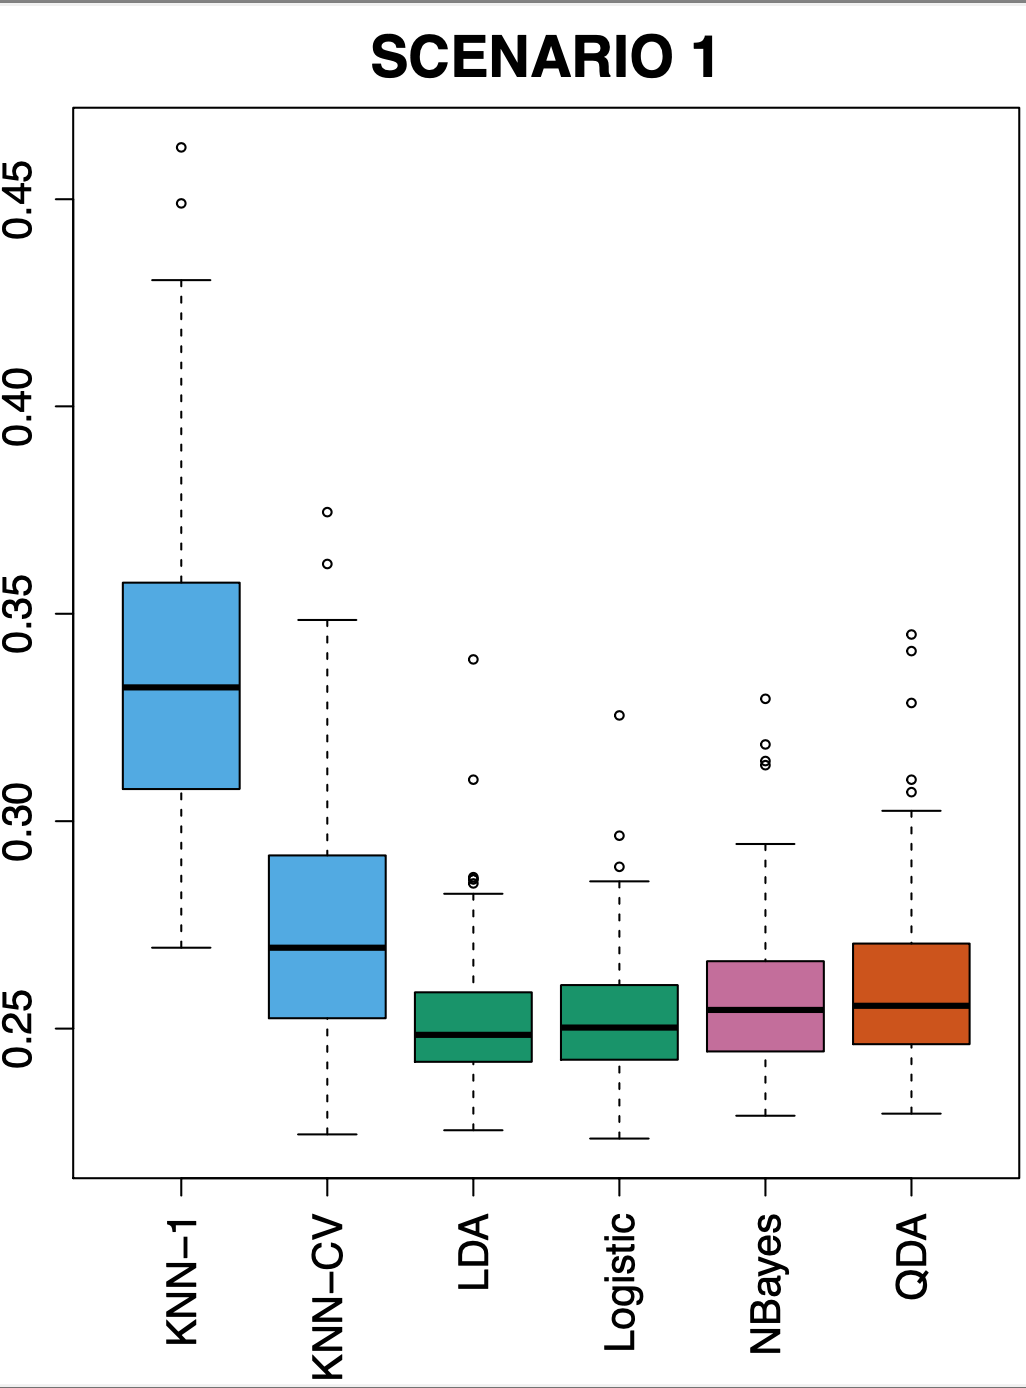 SCENARIO 1
0.45
0.40
0.35
0.30
0.25
KNN−1
KNN−CV
LDA
Logistic
NBayes
QDA